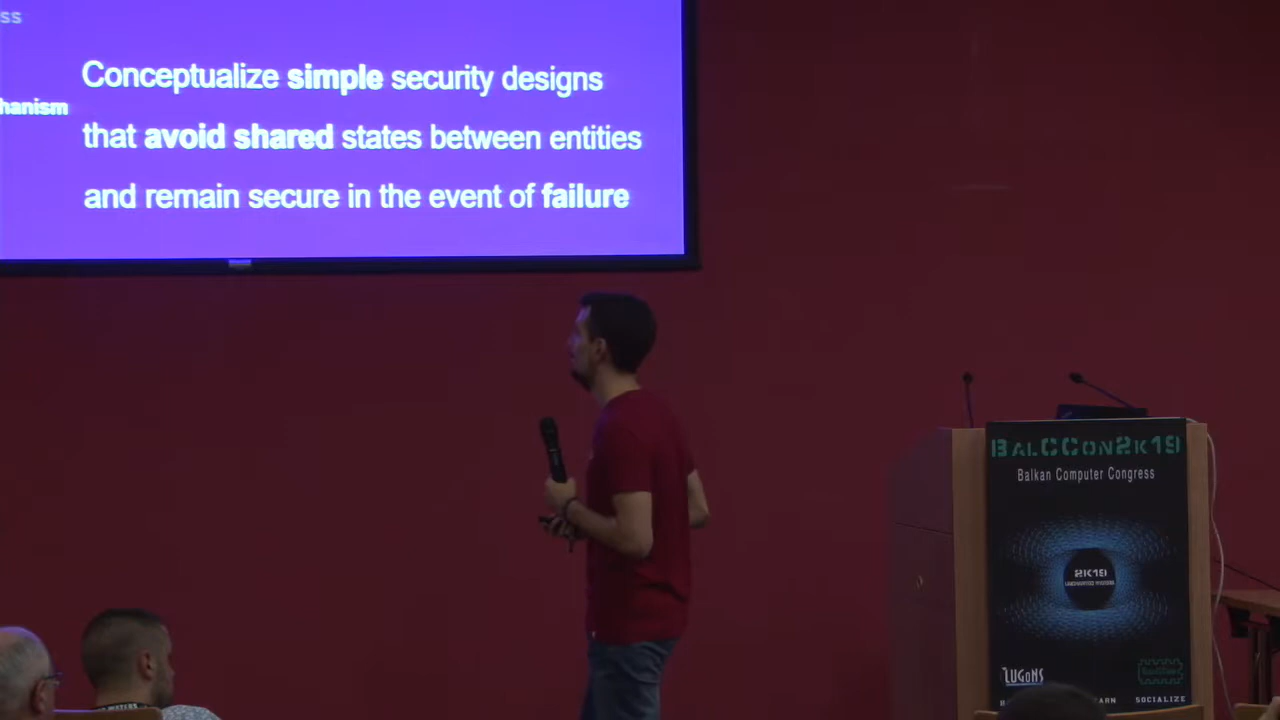 ss
hanism
Conceptualize simple security designs
that avoid shared states between entities
and remain secure in the event of failure
BalCCon2k19
Balkan Computer Congress
2K19
LUGoNS
SOCIALIZE